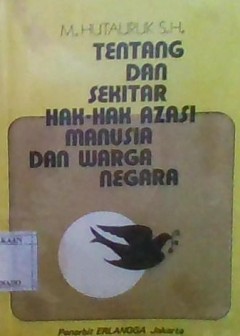 M. HUTAURUK S.H.
TENTANG
DAN
SEKITAR
HAK-HAK AZASI
MANUSIA
DAN WARGA
NEGARA
Penerbit ERLANGGA Jakarta